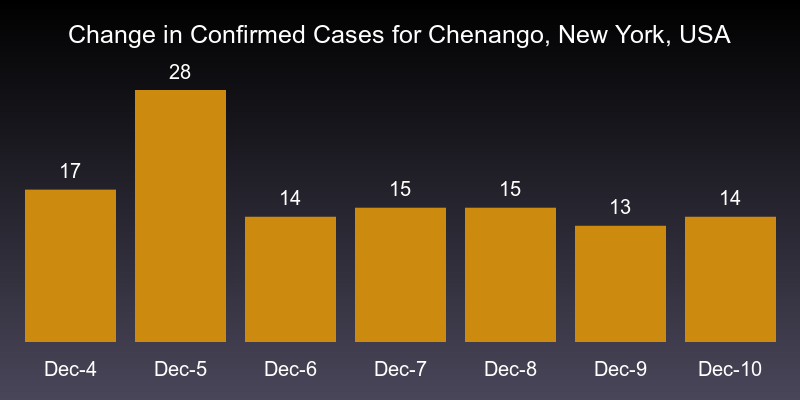 Change in Confirmed Cases for Chenango, New York, USA
28
17
14
15
15
13
14
Dec-4
Dec-5
Dec-6
Dec-7
Dec-8
Dec-9
Dec-10